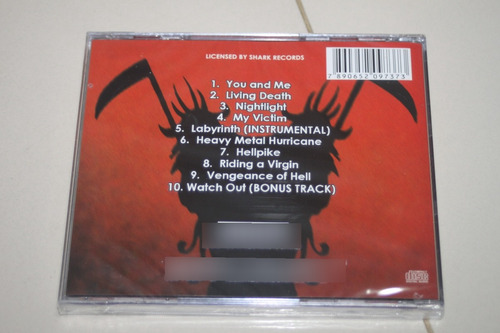 LICENSED BY SHARK RECORDS
1. You and Me
2. Living Death
3. Nightlight
4. My Victim
5. Labyrinth (INSTRUMENTAL)
6. Heavy Metal Hurricane
7. Hellpike
8. Riding a Virgin
9. Vengeance of Hell
10. Watch Out (BONUS TRACK)
7 890652 097373